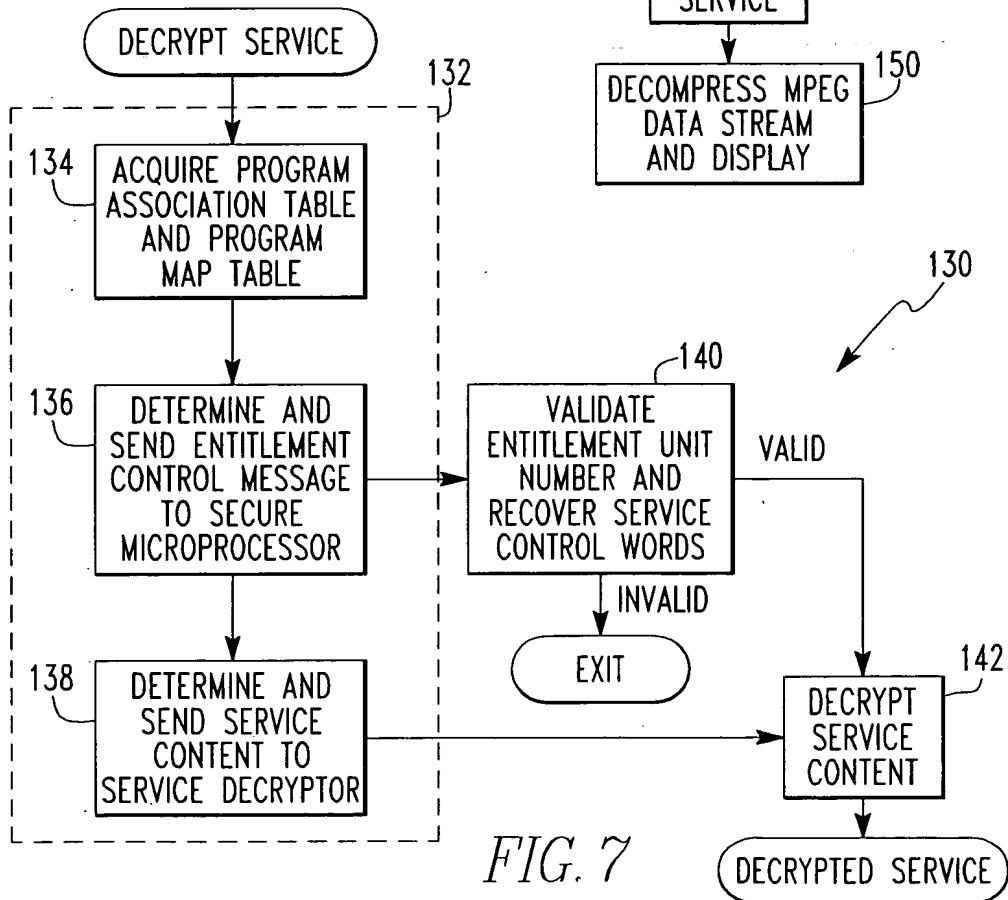 SERVICE
DECOMPRESS MPEG
DATA STREAM
AND DISPLAY
150
DECRYPT SERVICE
132
134
ACQUIRE PROGRAM
ASSOCIATION TABLE
AND PROGRAM
MAP TABLE
130
136
DETERMINE AND
SEND ENTITLEMENT
CONTROL MESSAGE
TO SECURE
MICROPROCESSOR
140
VALIDATE
ENTITLEMENT UNIT
NUMBER AND
RECOVER SERVICE
CONTROL WORDS
VALID
INVALID
EXIT
138
DETERMINE AND
SEND SERVICE
CONTENT TO
SERVICE DECRYPTOR
142
DECRYPT
SERVICE
CONTENT
DECRYPTED SERVICE
FIG. 7